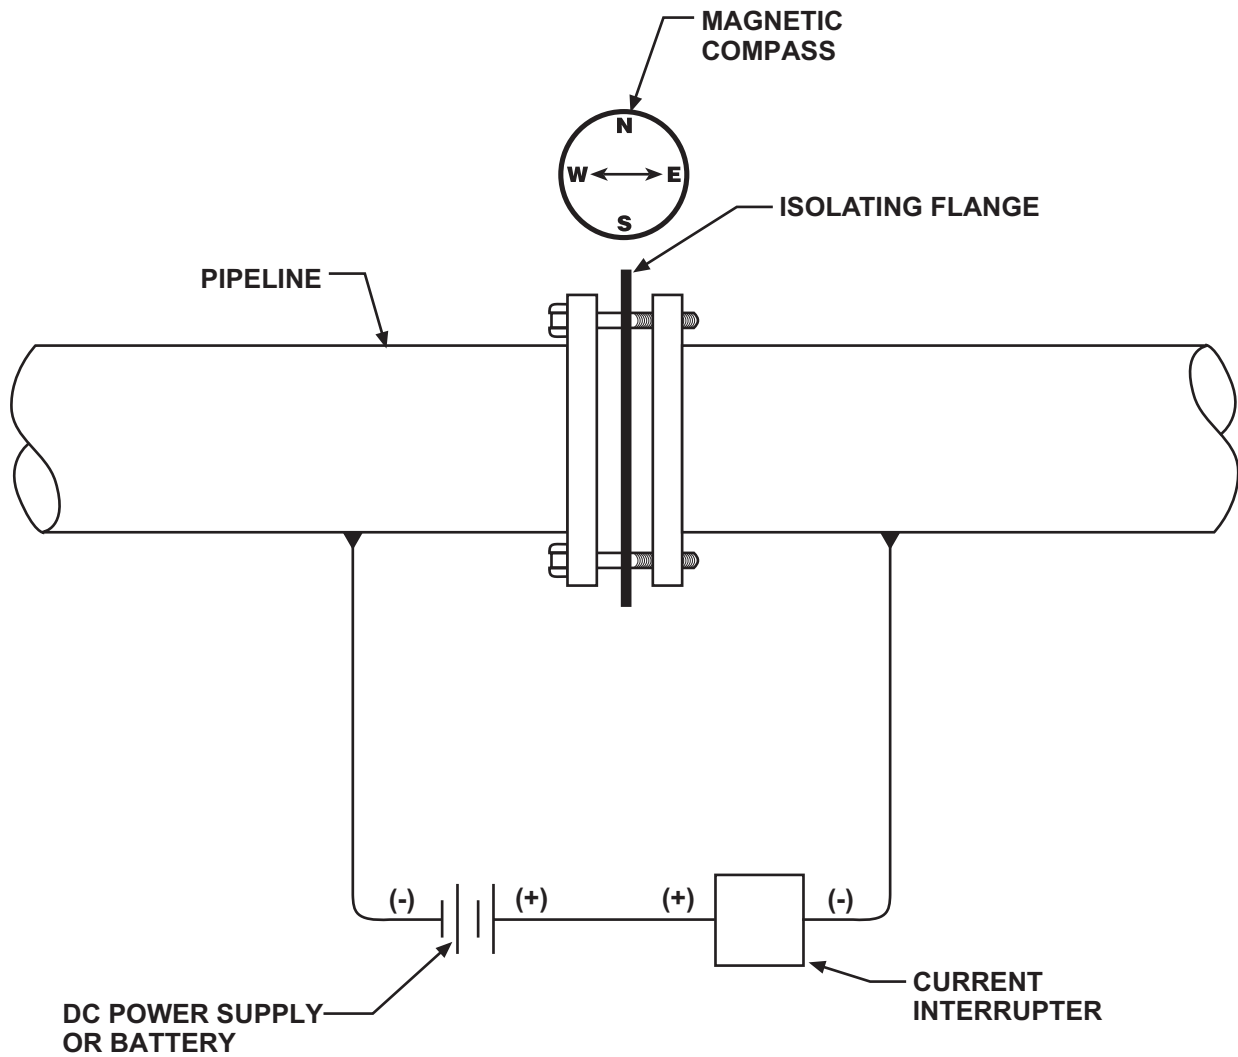 MAGNETIC
COMPASS
N
W E
S
ISOLATING FLANGE
PIPELINE
(-) (+) (+) (-)
CURRENT
INTERRUPTER
DC POWER SUPPLY
OR BATTERY